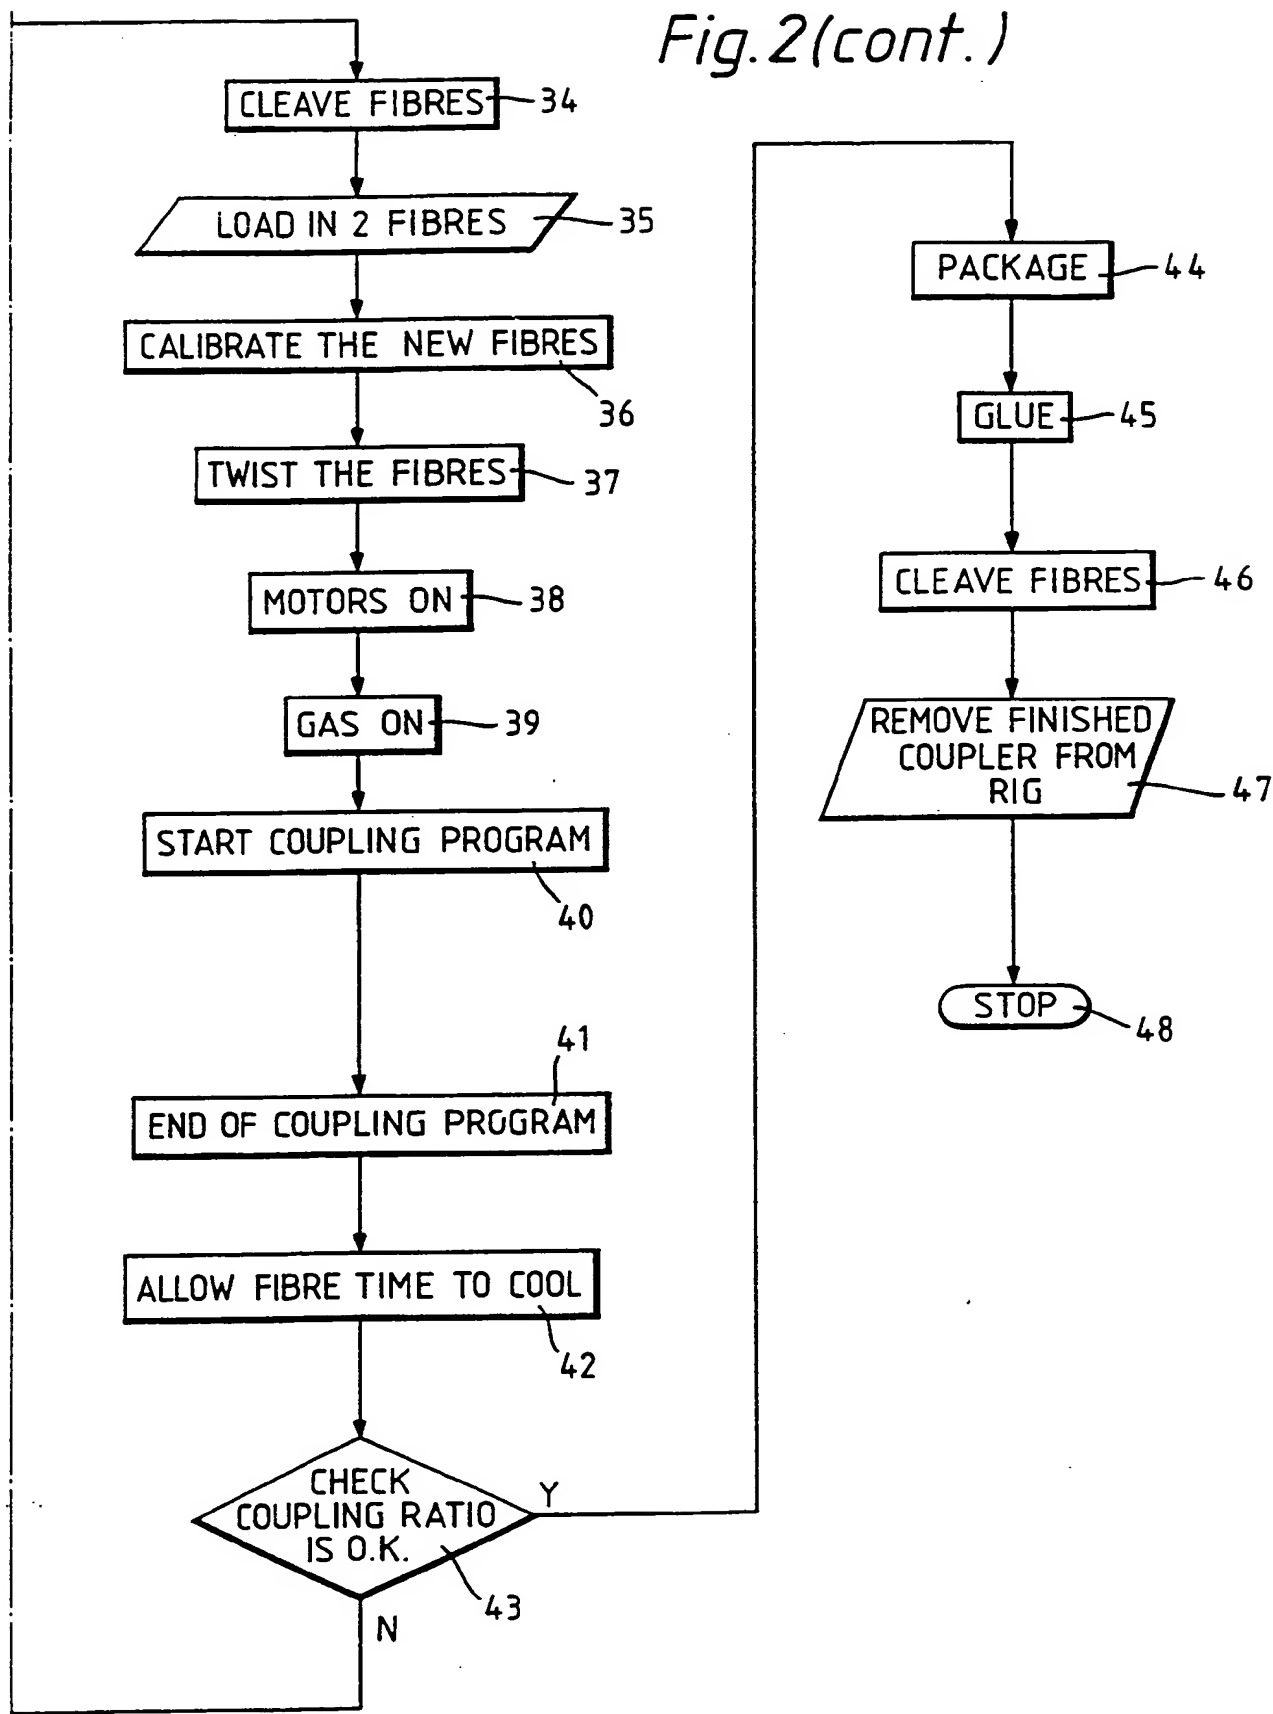 Fig. 2 (cont.)
CLEAVE FIBRES
34
LOAD IN 2 FIBRES
35
CALIBRATE THE NEW FIBRES
36
TWIST THE FIBRES
37
MOTORS ON
38
GAS ON
39
START COUPLING PROGRAM
40
41
END OF COUPLING PROGRAM
ALLOW FIBRE TIME TO COOL
42
CHECK
COUPLING RATIO
IS O.K.
43
Y
N
PACKAGE
44
GLUE
45
CLEAVE FIBRES
46
REMOVE FINISHED
COUPLER FROM
RIG
47
STOP
48